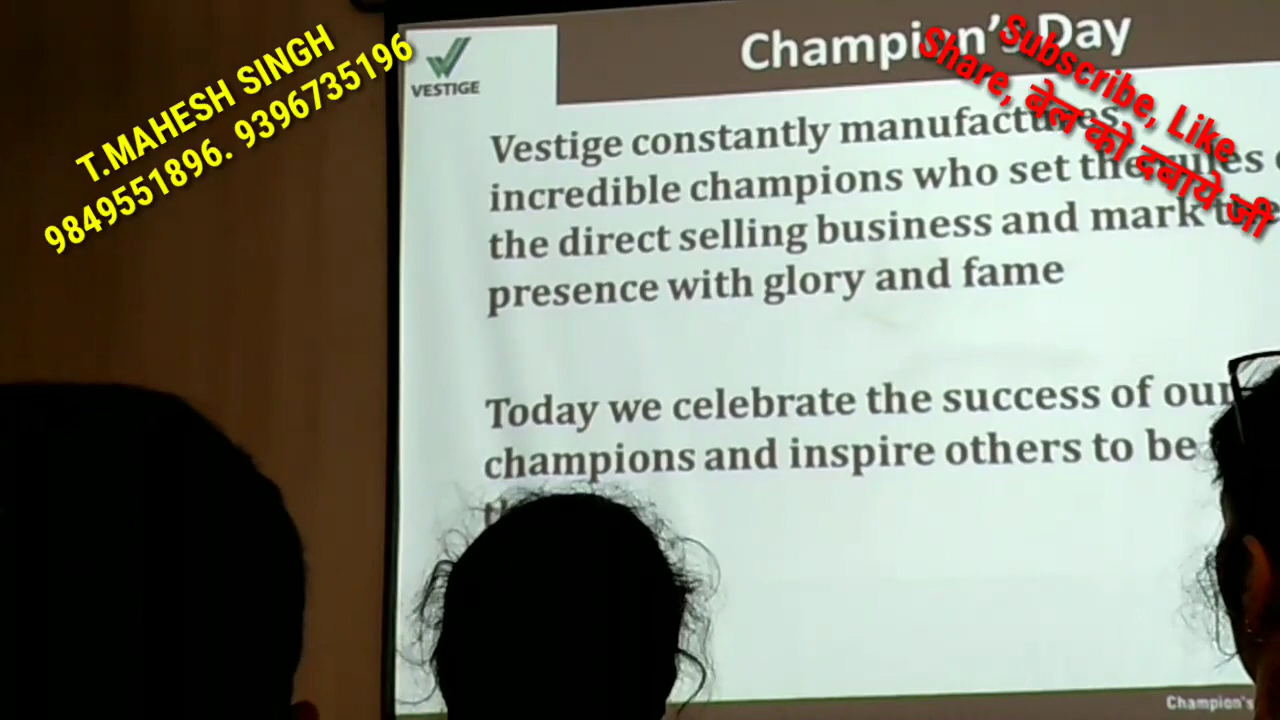 T.MAHESH SINGH
9849551896. 9396735196
Subscribe, Like
Share, बेल को दबाये जी
VESTIGE
Champion's Day
Vestige constantly manufactures
incredible champions who set the rules
the direct selling business and mark
presence with glory and fame
Today we celebrate the success of our
champions and inspire others to be
Champion's